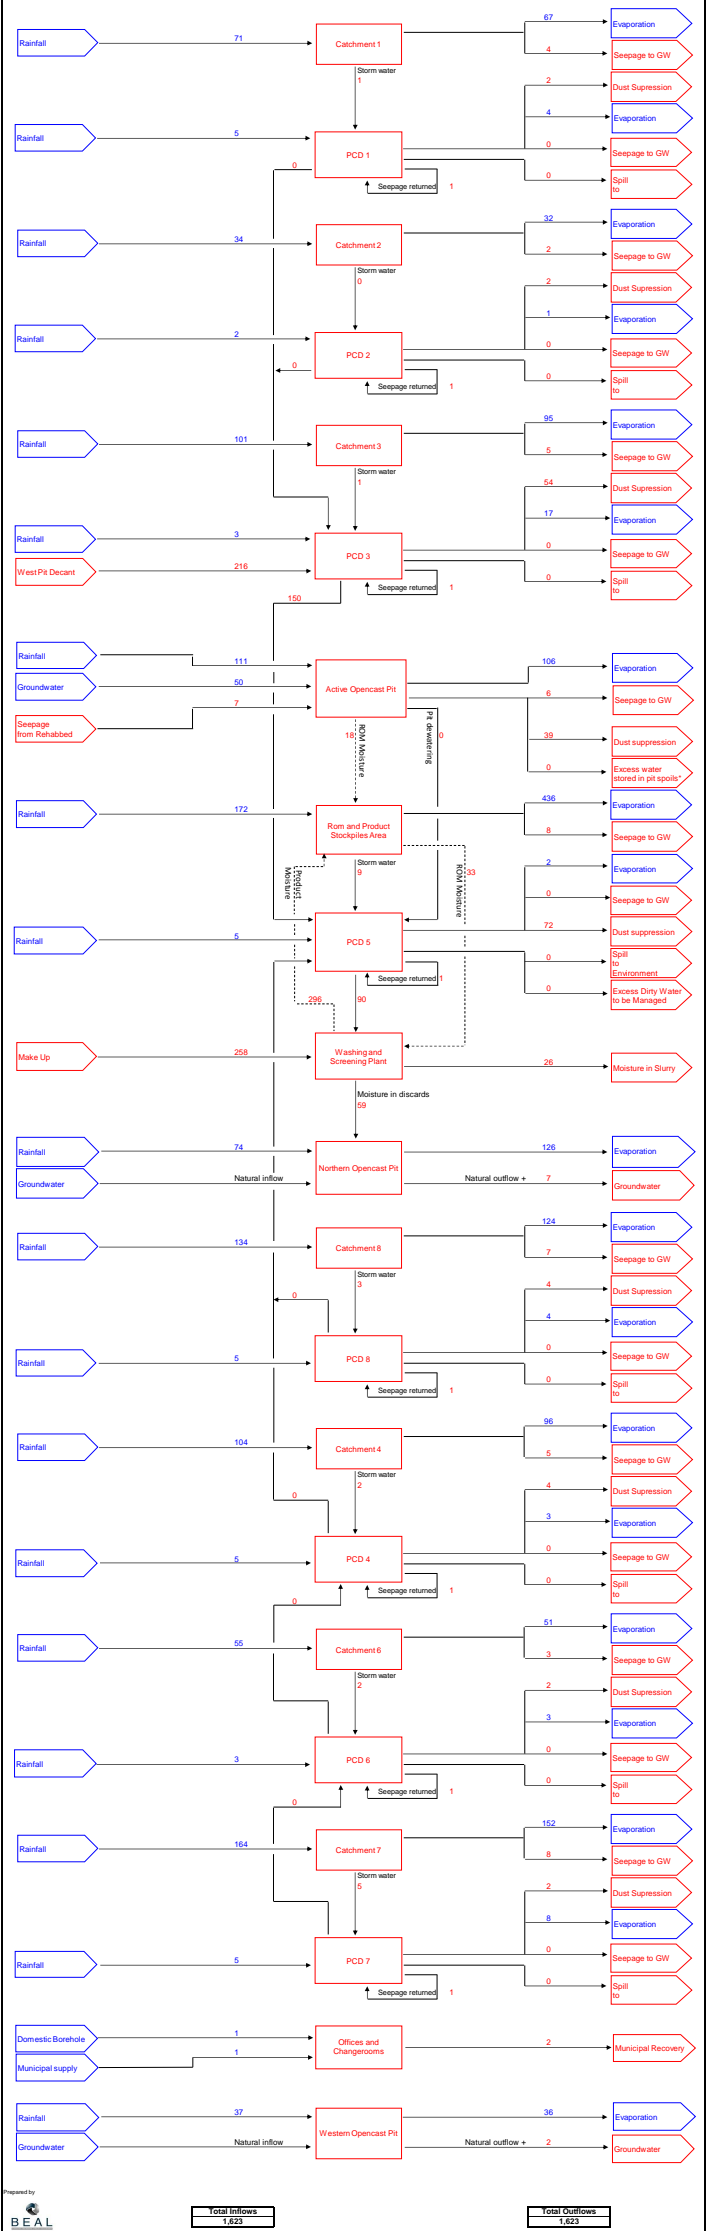 67
Evaporation
71
Rainfall
Catchment 1
4
Seepage to GW
Storm water
1
2
Dust Supression
4
Evaporation
5
Rainfall
0
Seepage to GW
PCD 1
0
0
Spill
to
Seepage returned
1
32
Evaporation
34
Rainfall
Catchment 2
2
Seepage to GW
Storm water
0
2
Dust Supression
1
Evaporation
2
Rainfall
0
Seepage to GW
PCD 2
0
0
Spill
to
Seepage returned
1
95
Evaporation
101
Rainfall
Catchment 3
5
Seepage to GW
Storm water
1
54
Dust Supression
17
Evaporation
3
Rainfall
0
Seepage to GW
PCD 3
216
West Pit Decant
0
Spill
to
Seepage returned
1
150
Rainfall
111
106
Evaporation
50
Groundwater
Active Opencast Pit
6
Seepage to GW
7
Seepage
from Rehabbed
Pit dewatering
0
18
ROM Moisture
39
Dust suppression
0
Excess water
stored in pit spoils*
436
Evaporation
172
Rainfall
Rom and Product
Stockpiles Area
8
Seepage to GW
Storm water
9
Product
Moisture
ROM Moisture
33
2
Evaporation
0
Seepage to GW
72
Dust suppression
5
Rainfall
PCD 5
0
Spill
to
Environment
Seepage returned
1
0
Excess Dirty Water
to be Managed
296
90
258
Make Up
Washing and
Screening Plant
26
Moisture in Slurry
Moisture in discards
59
74
Rainfall
126
Evaporation
Northern Opencast Pit
Groundwater
Natural inflow
Natural outflow +
7
Groundwater
124
Evaporation
134
Rainfall
Catchment 8
7
Seepage to GW
Storm water
3
4
Dust Supression
0
4
Evaporation
5
Rainfall
0
Seepage to GW
PCD 8
0
Spill
to
Seepage returned
1
96
Evaporation
104
Rainfall
Catchment 4
5
Seepage to GW
Storm water
2
4
Dust Supression
0
3
Evaporation
5
Rainfall
0
Seepage to GW
PCD 4
0
Spill
to
Seepage returned
1
0
51
Evaporation
55
Rainfall
Catchment 6
3
Seepage to GW
Storm water
2
2
Dust Supression
3
Evaporation
3
Rainfall
0
Seepage to GW
PCD 6
0
Spill
to
Seepage returned
1
0
152
Evaporation
164
Rainfall
Catchment 7
8
Seepage to GW
Storm water
5
2
Dust Supression
8
Evaporation
5
Rainfall
0
Seepage to GW
PCD 7
0
Spill
to
Seepage returned
1
1
Domestic Borehole
Offices and
Changerooms
2
Municipal Recovery
1
Municipal supply
37
Rainfall
36
Evaporation
Western Opencast Pit
Groundwater
Natural inflow
Natural outflow +
2
Groundwater
Prepared by
BEAL
Total Inflows
1,623
Total Outflows
1,623